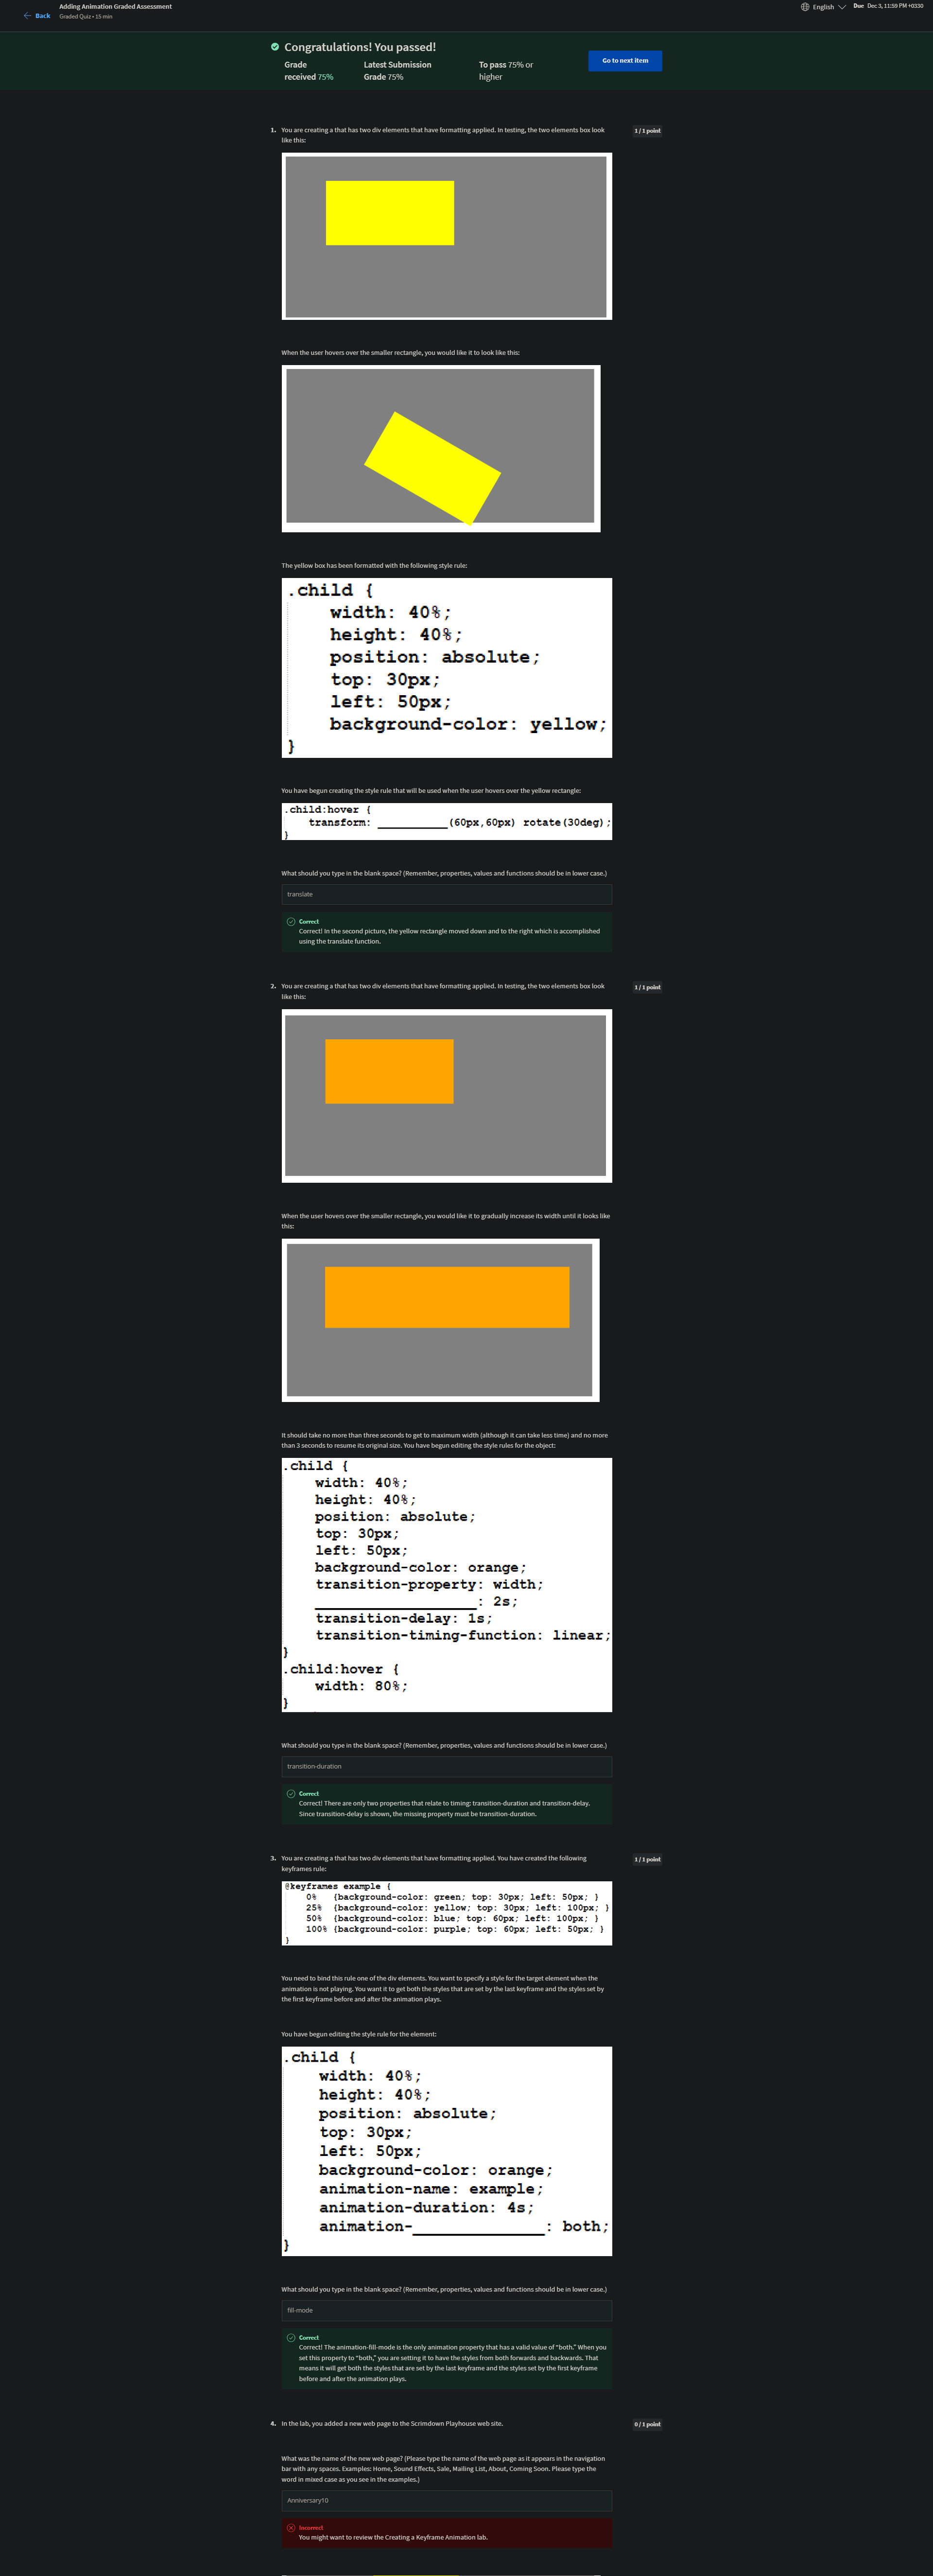 Back
Adding Animation Graded Assessment
Graded Quiz • 15 min
English
Due Dec 3, 11:59 PM +0330
Congratulations! You passed!
Grade
received 75%
Latest Submission
Grade 75%
To pass 75% or
higher
Go to next item
1. You are creating a that has two div elements that have formatting applied. In testing, the two elements box look
like this:
1 / 1 point
When the user hovers over the smaller rectangle, you would like it to look like this:
The yellow box has been formatted with the following style rule:
.child {
width: 40%;
height: 40%;
position: absolute;
top: 30px;
left: 50px;
background-color: yellow;
}
You have begun creating the style rule that will be used when the user hovers over the yellow rectangle:
.child:hover {
transform: ___________(60px,60px) rotate(30deg);
}
What should you type in the blank space? (Remember, properties, values and functions should be in lower case.)
translate
Correct
Correct! In the second picture, the yellow rectangle moved down and to the right which is accomplished
using the translate function.
2. You are creating a that has two div elements that have formatting applied. In testing, the two elements box look
like this:
1 / 1 point
When the user hovers over the smaller rectangle, you would like it to gradually increase its width until it looks like
this:
It should take no more than three seconds to get to maximum width (although it can take less time) and no more
than 3 seconds to resume its original size. You have begun editing the style rules for the object:
.child {
width: 40%;
height: 40%;
position: absolute;
top: 30px;
left: 50px;
background-color: orange;
transition-property: width;
___________________: 2s;
transition-delay: 1s;
transition-timing-function: linear;
}
.child:hover {
width: 80%;
}
What should you type in the blank space? (Remember, properties, values and functions should be in lower case.)
transition-duration
Correct
Correct! There are only two properties that relate to timing: transition-duration and transition-delay.
Since transition-delay is shown, the missing property must be transition-duration.
3. You are creating a that has two div elements that have formatting applied. You have created the following
keyframes rule:
1 / 1 point
@keyframes example {
0% {background-color: green; top: 30px; left: 50px; }
25% {background-color: yellow; top: 30px; left: 100px; }
50% {background-color: blue; top: 60px; left: 100px; }
100% {background-color: purple; top: 60px; left: 50px; }
}
You need to bind this rule one of the div elements. You want to specify a style for the target element when the
animation is not playing. You want it to get both the styles that are set by the last keyframe and the styles set by
the first keyframe before and after the animation plays.
You have begun editing the style rule for the element:
.child {
width: 40%;
height: 40%;
position: absolute;
top: 30px;
left: 50px;
background-color: orange;
animation-name: example;
animation-duration: 4s;
animation-______________: both;
}
What should you type in the blank space? (Remember, properties, values and functions should be in lower case.)
fill-mode
Correct
Correct! The animation-fill-mode is the only animation property that has a valid value of "both." When you
set this property to "both," you are setting it to have the styles from both forwards and backwards. That
means it will get both the styles that are set by the last keyframe and the styles set by the first keyframe
before and after the animation plays.
4. In the lab, you added a new web page to the Scrimdown Playhouse web site.
0 / 1 point
What was the name of the new web page? (Please type the name of the web page as it appears in the navigation
bar with any spaces. Examples: Home, Sound Effects, Sale, Mailing List, About, Coming Soon. Please type the
word in mixed case as you see in the examples.)
Anniversary10
Incorrect
You might want to review the Creating a Keyframe Animation lab.